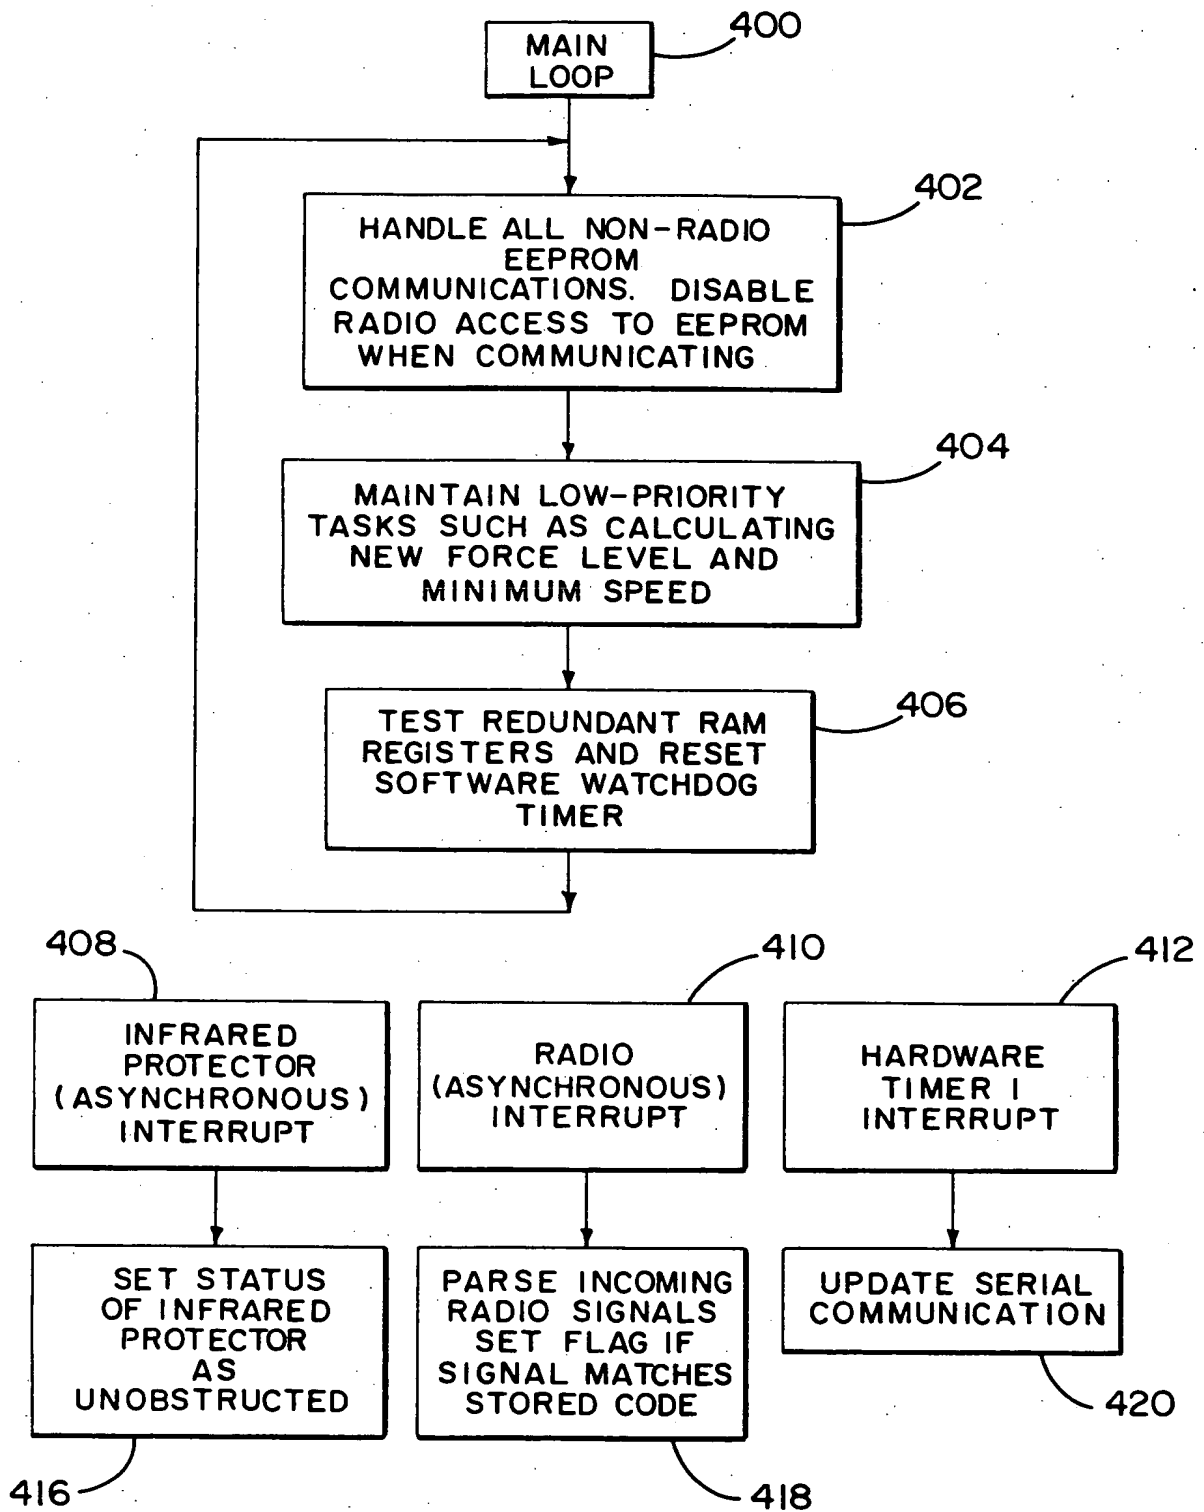 400
MAIN
LOOP
402
HANDLE ALL NON-RADIO
EEPROM
COMMUNICATIONS. DISABLE
RADIO ACCESS TO EEPROM
WHEN COMMUNICATING
404
MAINTAIN LOW-PRIORITY
TASKS SUCH AS CALCULATING
NEW FORCE LEVEL AND
MINIMUM SPEED
406
TEST REDUNDANT RAM
REGISTERS AND RESET
SOFTWARE WATCHDOG
TIMER
408
INFRARED
PROTECTOR
(ASYNCHRONOUS)
INTERRUPT
410
RADIO
(ASYNCHRONOUS)
INTERRUPT
412
HARDWARE
TIMER 1
INTERRUPT
SET STATUS
OF INFRARED
PROTECTOR
AS
UNOBSTRUCTED
416
PARSE INCOMING
RADIO SIGNALS
SET FLAG IF
SIGNAL MATCHES
STORED CODE
418
UPDATE SERIAL
COMMUNICATION
420